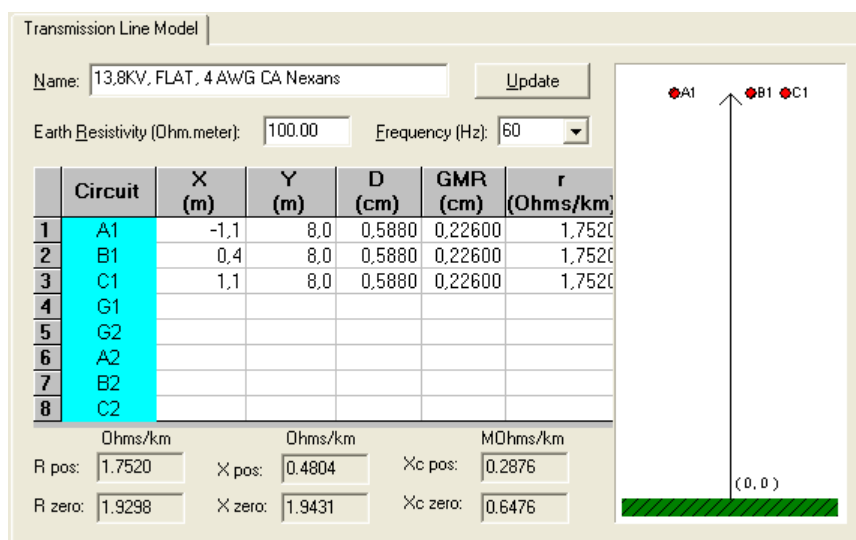 Transmission Line Model
Name: 13,8KV, FLAT, 4 AWG CA Nexans Update
Earth Resistivity (Ohm.meter): 100.00 Frequency (Hz): 60
Circuit X (m) Y (m) D (cm) GMR (cm) r (Ohms/km)
1 A1 -1,1 8,0 0,5880 0,22600 1,7520
2 B1 0,4 8,0 0,5880 0,22600 1,7520
3 C1 1,1 8,0 0,5880 0,22600 1,7520
4 G1
5 G2
6 A2
7 B2
8 C2
Ohms/km Ohms/km MOhms/km
R pos: 1.7520 X pos: 0.4804 Xc pos: 0.2876
R zero: 1.9298 X zero: 1.9431 Xc zero: 0.6476
A1 B1 C1
(0,0)